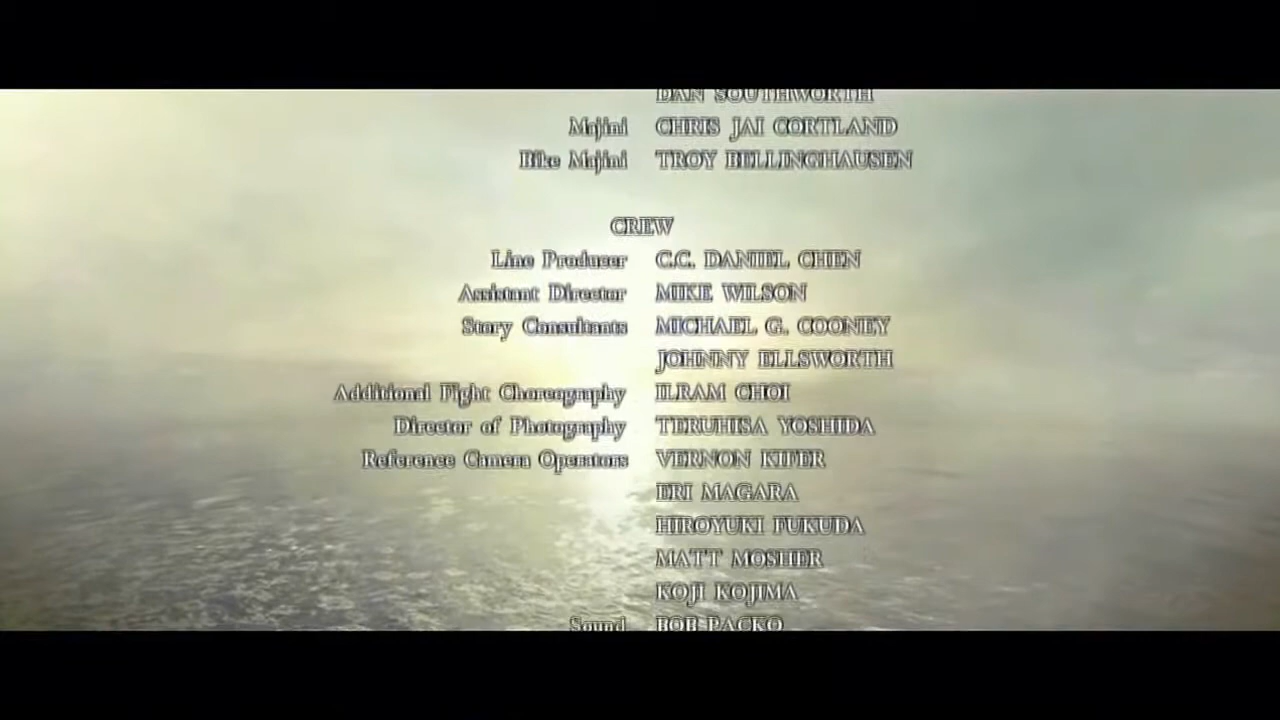 DAN SOUTHWORTH
Majini CHRIS JAI CORTLAND
Bike Majini TROY BELLINGHAUSEN
CREW
Line Producer C.C. DANIEL CHEN
Assistant Director MIKE WILSON
Story Consultants MICHAEL G. COONEY
JOHNNY ELLSWORTH
Additional Fight Choreography ILRAM CHOI
Director of Photography TERUHISA YOSHIDA
Reference Camera Operators VERNON KIFER
ERI MAGARA
HIROYUKI FUKUDA
MATT MOSHER
KOJI KOJIMA
Sound BOB PACKO